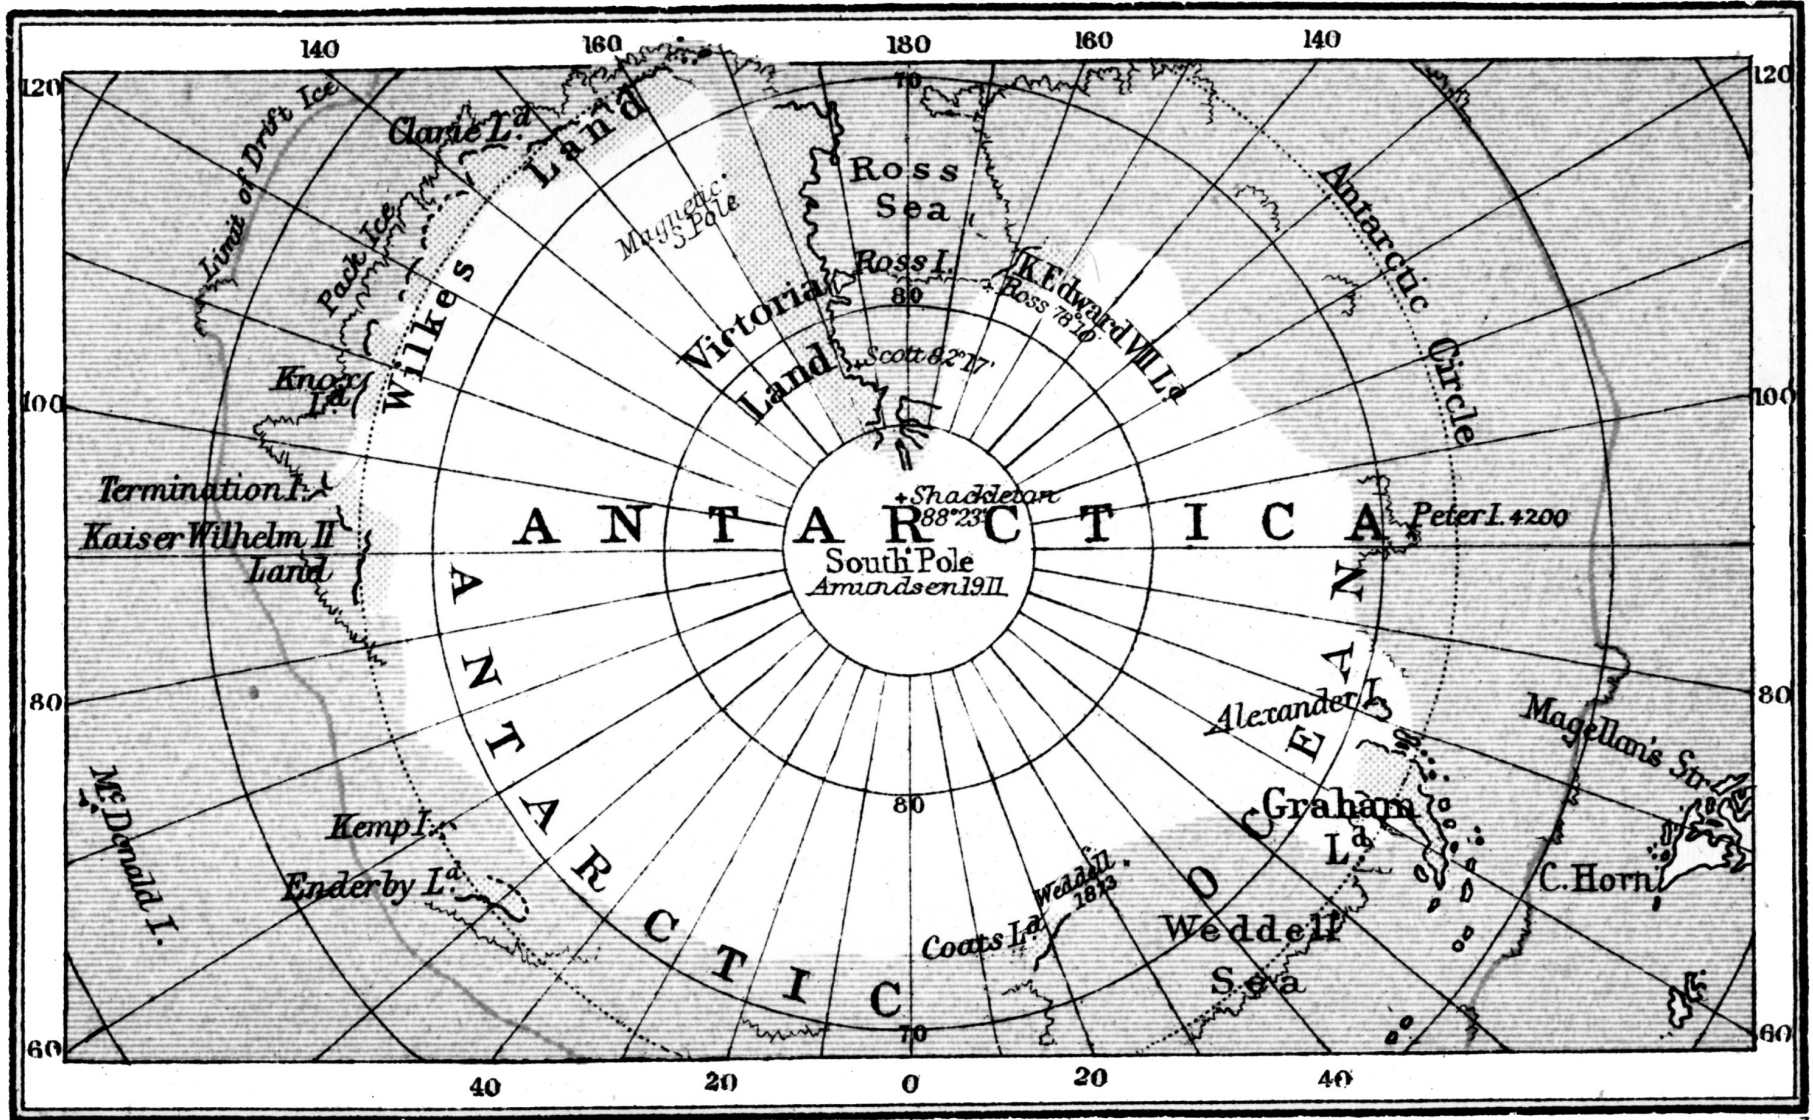 140 160 180 160 140
120 70 120
Limit of Drift Ice
Clarie Ld.
Land
Ross
Sea
Antarctic
Magnetic
S. Pole
Pack Ice
Wilkes
Ross I.
80
K. Edward VII Ld
Ross 78°10'
Victoria
Land
Scott 82°17'
Circle
Knox
Ld.
100 100
Termination I.
+Shackleton
88°23'
ANTARCTICA
Peter I. 4200
Kaiser Wilhelm II
Land
South Pole
Amundsen 1911
ANTARCTIC OCEAN
80 80
Alexander I.
Magellan's Str.
McDonald I.
80
Graham
Ld.
Kemp I.
Enderby Ld.
C. Horn
Weddell
1823
Coats Ld.
Weddell
Sea
70
60 60
40 20 0 20 40